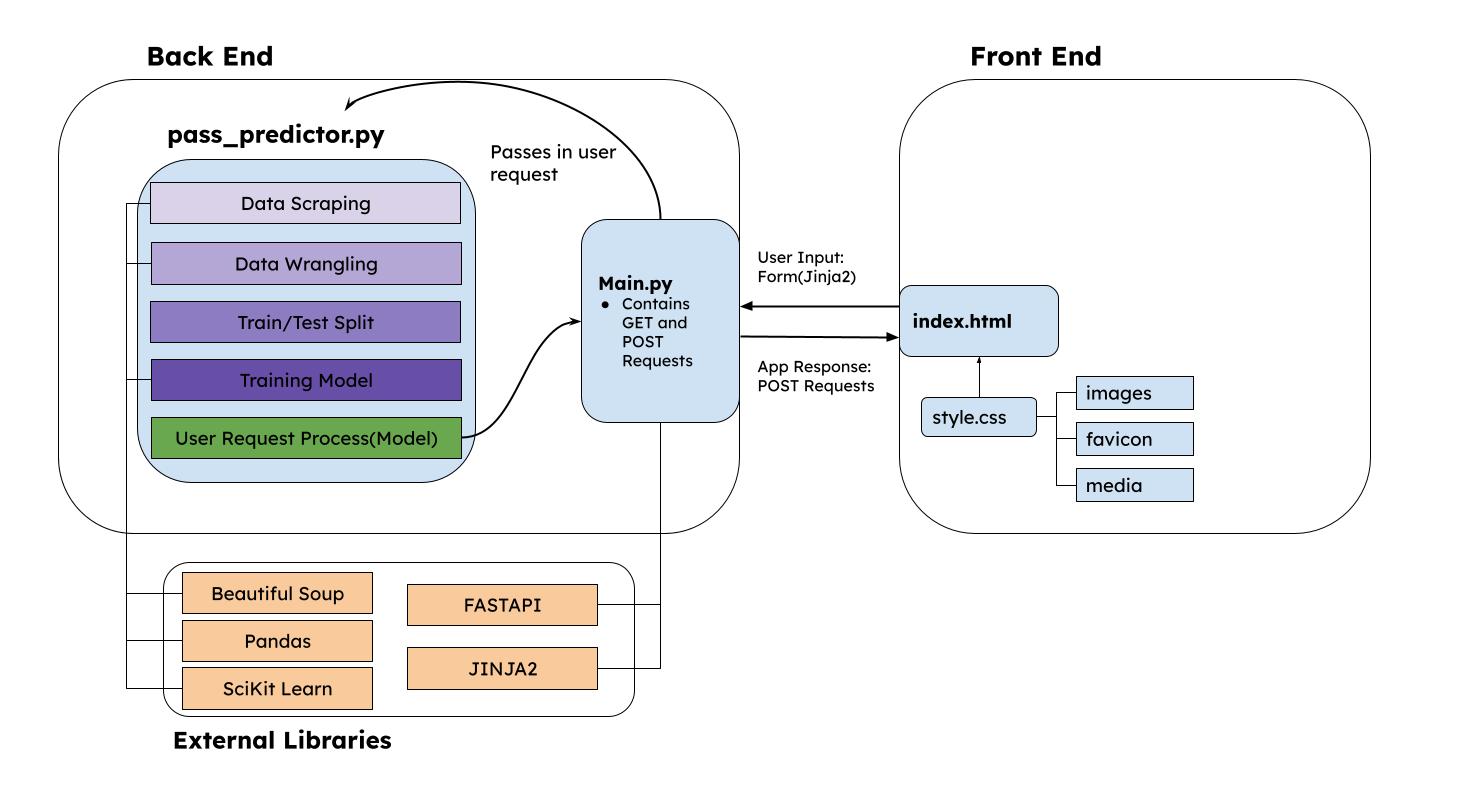 Back End
Front End
pass_predictor.py
Passes in user
request
Data Scraping
Data Wrangling
Train/Test Split
Training Model
User Request Process(Model)
Main.py
● Contains
GET and
POST
Requests
User Input:
Form(Jinja2)
App Response:
POST Requests
index.html
style.css
images
favicon
media
Beautiful Soup
Pandas
SciKit Learn
FASTAPI
JINJA2
External Libraries